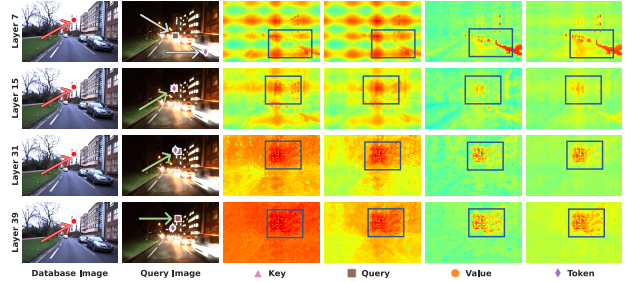 Layer 7
Layer 15
Layer 31
Layer 39
Database Image Query Image Key Query Value Token